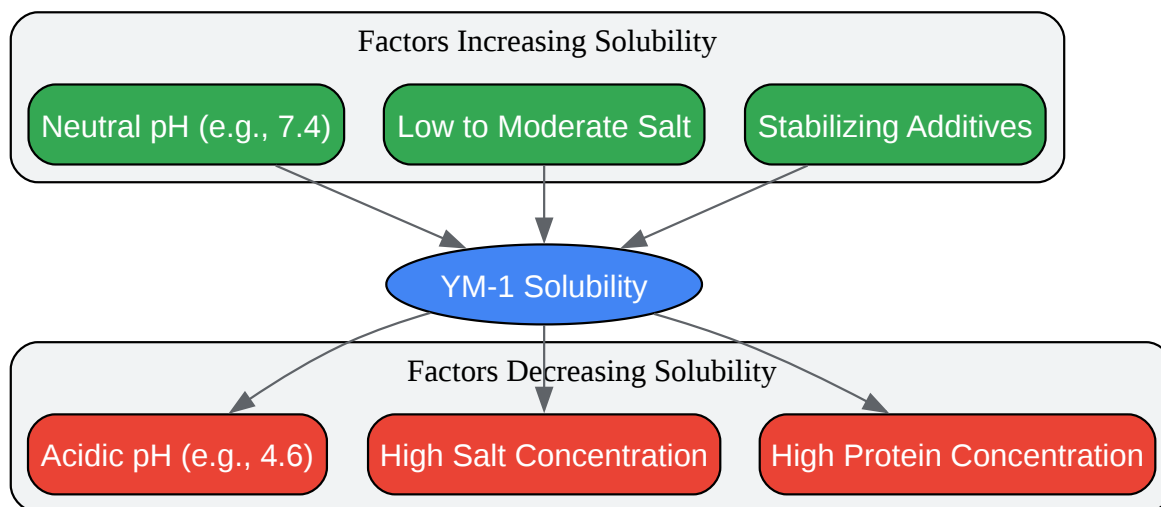 Factors Increasing Solubility
Neutral pH (e.g., 7.4)
Low to Moderate Salt
Stabilizing Additives
YM-1 Solubility
Factors Decreasing Solubility
Acidic pH (e.g., 4.6)
High Salt Concentration
High Protein Concentration